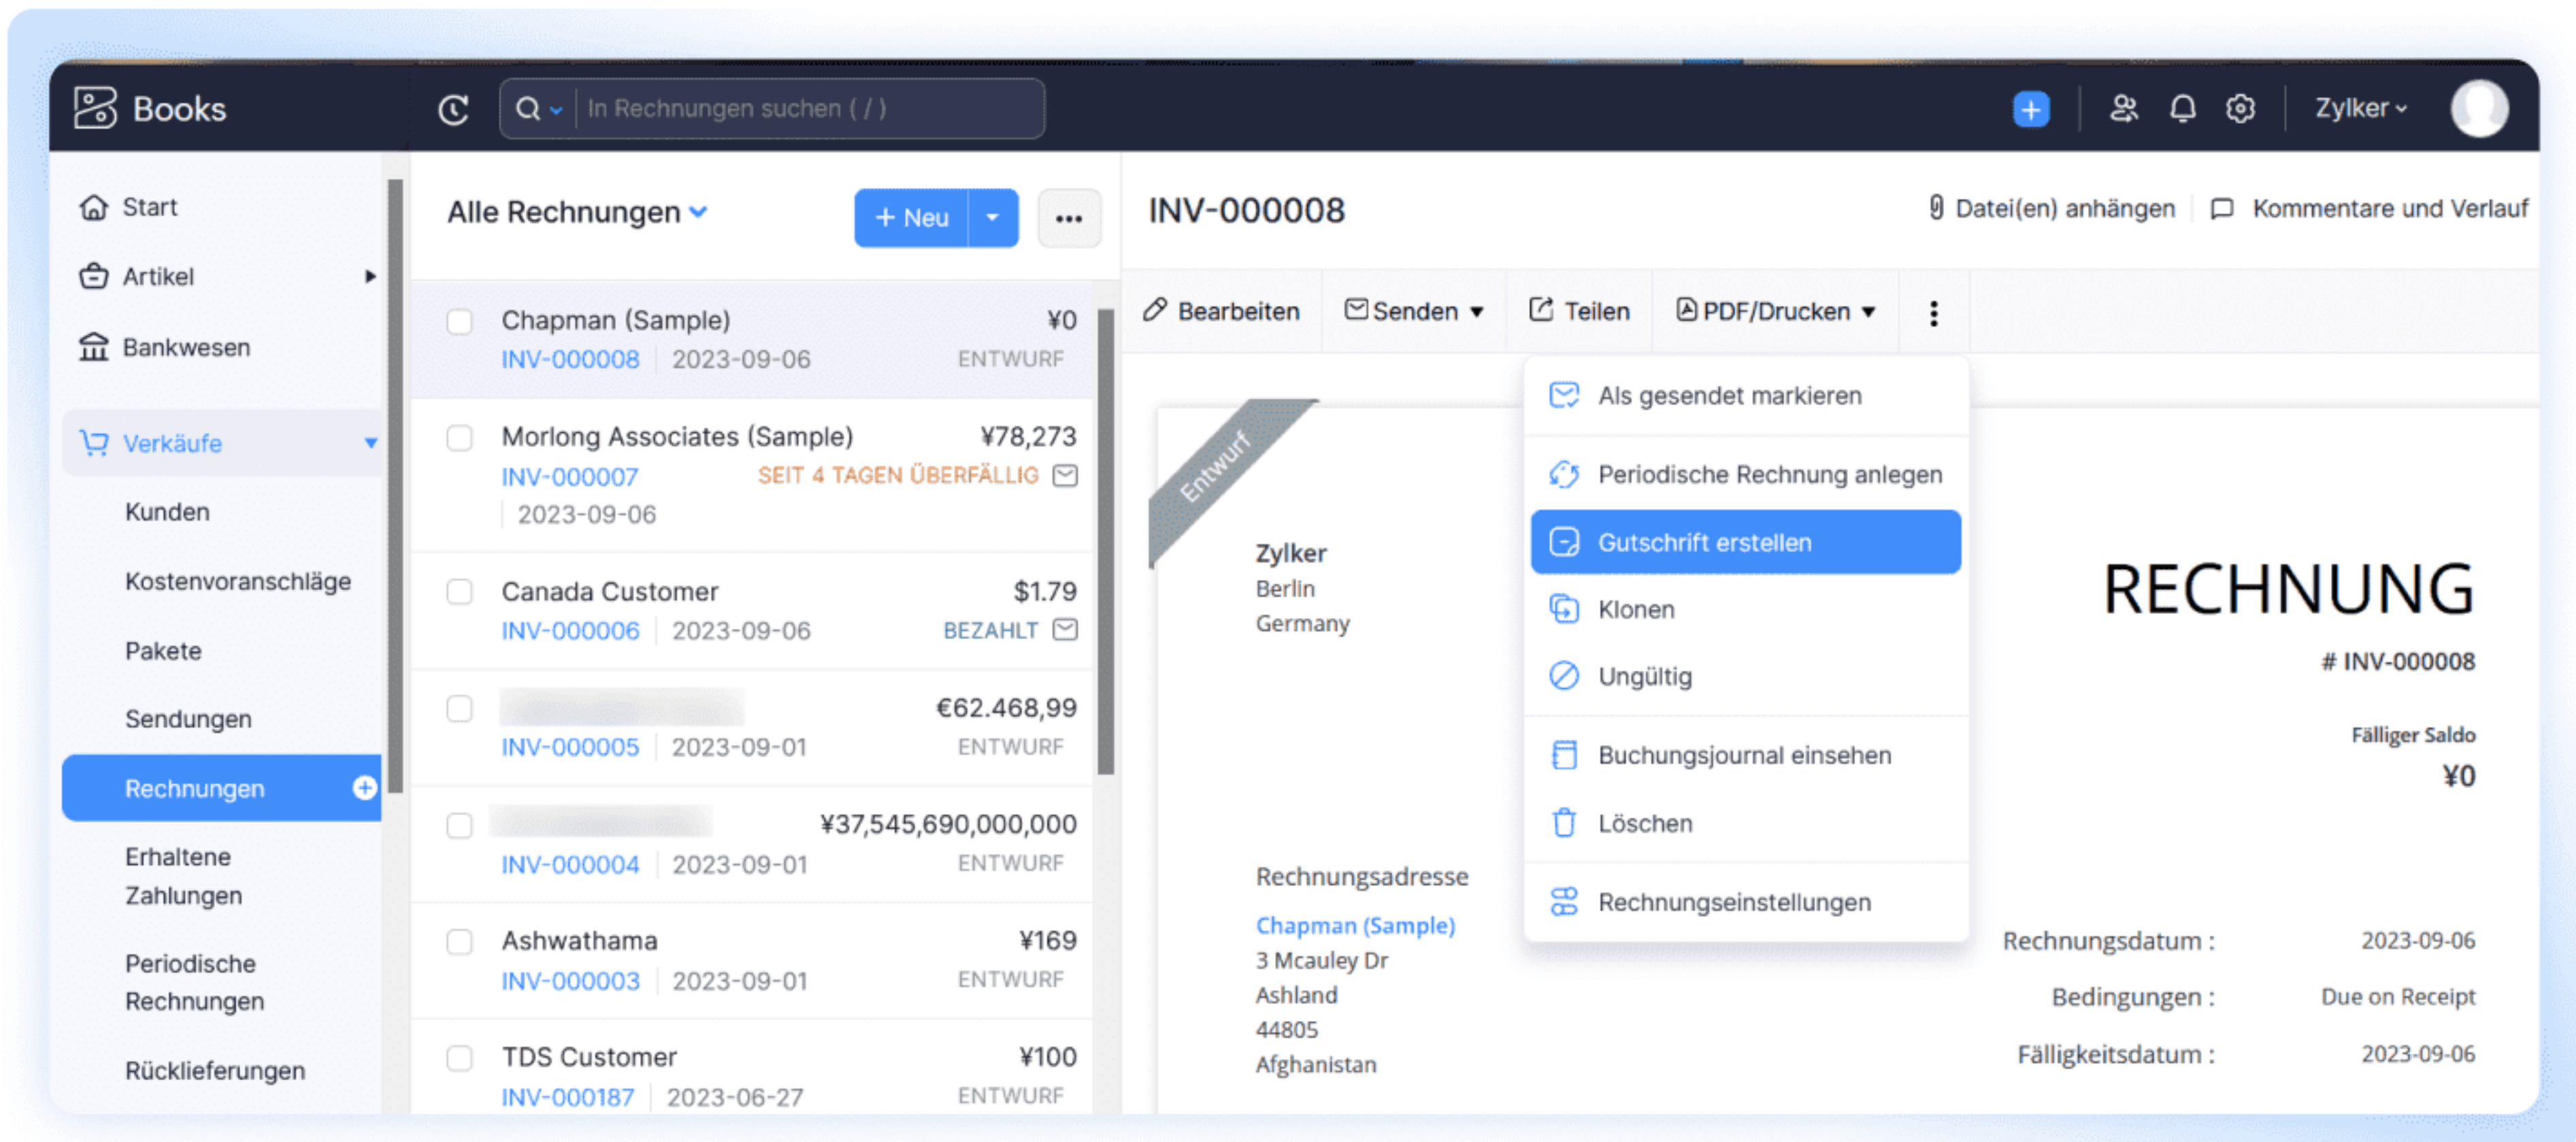 Books
In Rechnungen suchen ( / )
Zylker
Start
Artikel
Bankwesen
Verkäufe
Kunden
Kostenvoranschläge
Pakete
Sendungen
Rechnungen
Erhaltene
Zahlungen
Periodische
Rechnungen
Rücklieferungen
Alle Rechnungen
+ Neu
Chapman (Sample) ¥0
INV-000008 2023-09-06 ENTWURF
Morlong Associates (Sample) ¥78,273
INV-000007 SEIT 4 TAGEN ÜBERFÄLLIG
2023-09-06
Canada Customer $1.79
INV-000006 2023-09-06 BEZAHLT
€62.468,99
INV-000005 2023-09-01 ENTWURF
¥37,545,690,000,000
INV-000004 2023-09-01 ENTWURF
Ashwathama ¥169
INV-000003 2023-09-01 ENTWURF
TDS Customer ¥100
INV-000187 2023-06-27 ENTWURF
INV-000008
Datei(en) anhängen Kommentare und Verlauf
Bearbeiten Senden Teilen PDF/Drucken
Als gesendet markieren
Periodische Rechnung anlegen
Gutschrift erstellen
Klonen
Ungültig
Buchungsjournal einsehen
Löschen
Rechnungseinstellungen
Entwurf
Zylker
Berlin
Germany
RECHNUNG
# INV-000008
Fälliger Saldo
¥0
Rechnungsadresse
Chapman (Sample)
3 Mcauley Dr
Ashland
44805
Afghanistan
Rechnungsdatum : 2023-09-06
Bedingungen : Due on Receipt
Fälligkeitsdatum : 2023-09-06